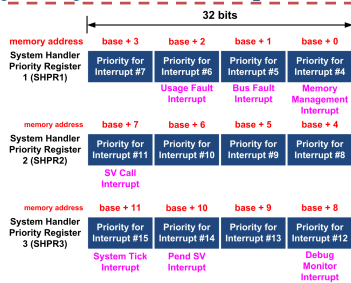 32 bits
memory address base + 3 base + 2 base + 1 base + 0
System Handler
Priority Register
1 (SHPR1)
Priority for
Interrupt #7
Priority for
Interrupt #6
Priority for
Interrupt #5
Priority for
Interrupt #4
Usage Fault
Interrupt
Bus Fault
Interrupt
Memory
Management
Interrupt
memory address base + 7 base + 6 base + 5 base + 4
System Handler
Priority Register
2 (SHPR2)
Priority for
Interrupt #11
Priority for
Interrupt #10
Priority for
Interrupt #9
Priority for
Interrupt #8
SV Call
Interrupt
memory address base + 11 base + 10 base + 9 base + 8
System Handler
Priority Register
3 (SHPR3)
Priority for
Interrupt #15
Priority for
Interrupt #14
Priority for
Interrupt #13
Priority for
Interrupt #12
System Tick
Interrupt
Pend SV
Interrupt
Debug
Monitor
Interrupt